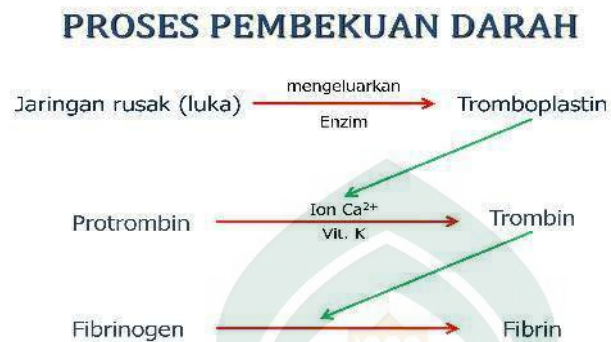 PROSES PEMBEKUAN DARAH
mengeluarkan
Jaringan rusak (luka) Tromboplastin
Enzim
Ion Ca²⁺
Protrombin Trombin
Vit. K
Fibrinogen Fibrin